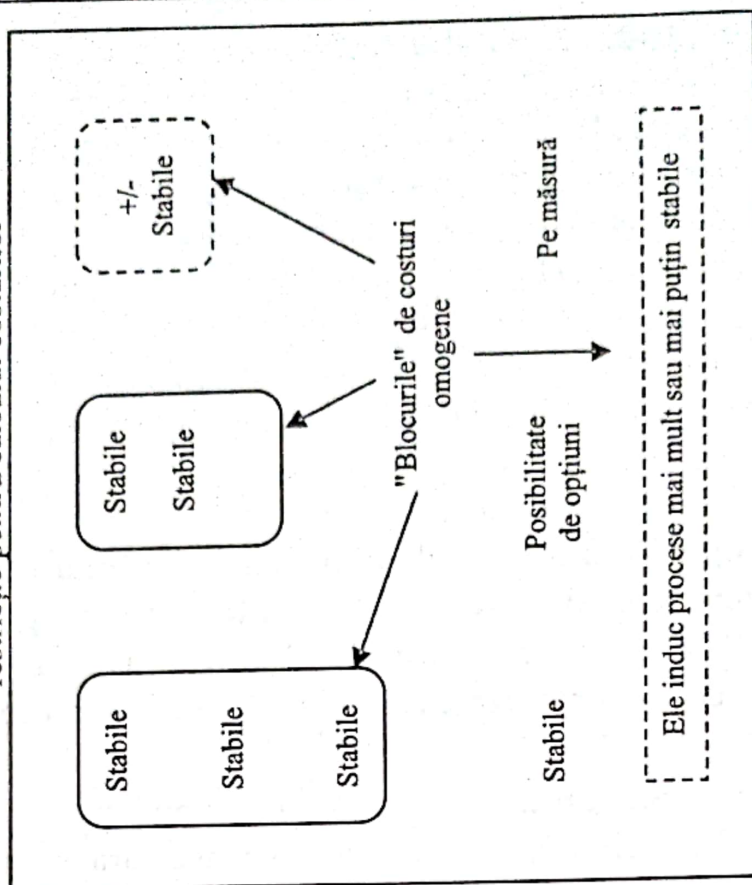 Stabile
Stabile
Stabile
Stabile
Stabile
+/-
Stabile
"Blocurile" de costuri
omogene
Stabile
Posibilitate
de opțiuni
Pe măsură
Ele induc procese mai mult sau mai puțin stabile